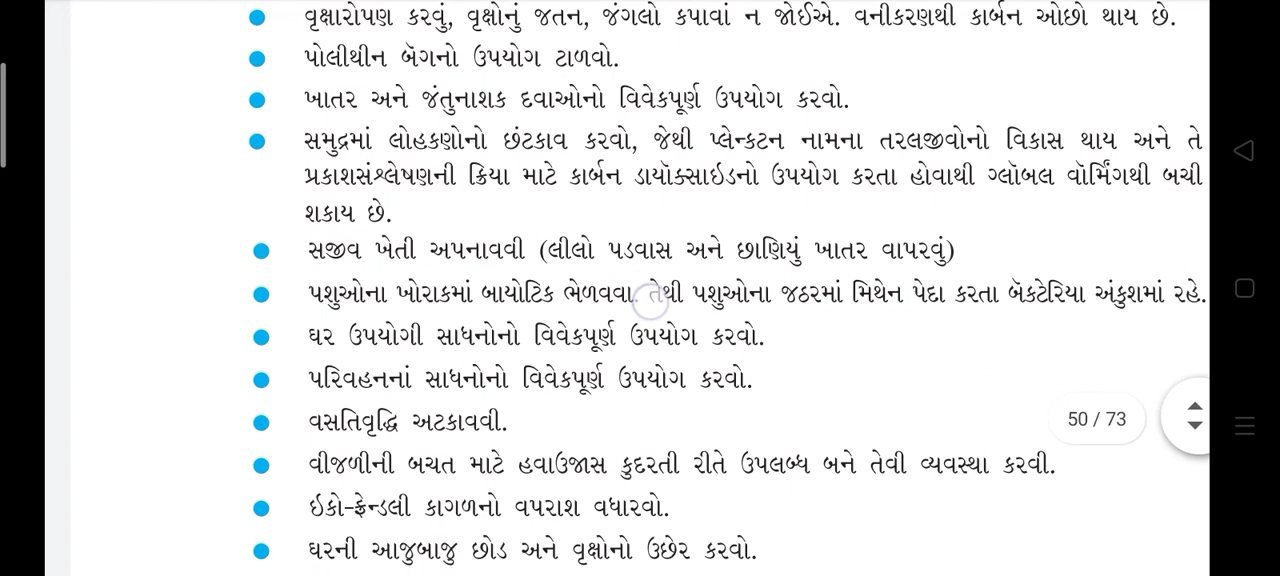 વૃક્ષારોપણ કરવું, વૃક્ષોનું જતન, જંગલો કપાવાં ન જોઈએ. વનીકરણથી કાર્બન ઓછો થાય છે.
પોલીથીન બૅગનો ઉપયોગ ટાળવો.
ખાતર અને જંતુનાશક દવાઓનો વિવેકપૂર્ણ ઉપયોગ કરવો.
સમુદ્રમાં લોહકણોનો છંટકાવ કરવો, જેથી પ્લેન્કટન નામના તરલજીવોનો વિકાસ થાય અને તે
પ્રકાશસંશ્લેષણની ક્રિયા માટે કાર્બન ડાયૉક્સાઇડનો ઉપયોગ કરતા હોવાથી ગ્લૉબલ વૉર્મિંગથી બચી
શકાય છે.
સજીવ ખેતી અપનાવવી (લીલો પડવાસ અને છાણિયું ખાતર વાપરવું)
પશુઓના ખોરાકમાં બાયોટિક ભેળવવા. તેથી પશુઓના જઠરમાં મિથેન પેદા કરતા બૅક્ટેરિયા અંકુશમાં રહે.
ઘર ઉપયોગી સાધનોનો વિવેકપૂર્ણ ઉપયોગ કરવો.
પરિવહનનાં સાધનોનો વિવેકપૂર્ણ ઉપયોગ કરવો.
વસતિવૃદ્ધિ અટકાવવી.
50 / 73
વીજળીની બચત માટે હવાઉજાસ કુદરતી રીતે ઉપલબ્ધ બને તેવી વ્યવસ્થા કરવી.
ઇકો-ફ્રેન્ડલી કાગળનો વપરાશ વધારવો.
ઘરની આજુબાજુ છોડ અને વૃક્ષોનો ઉછેર કરવો.